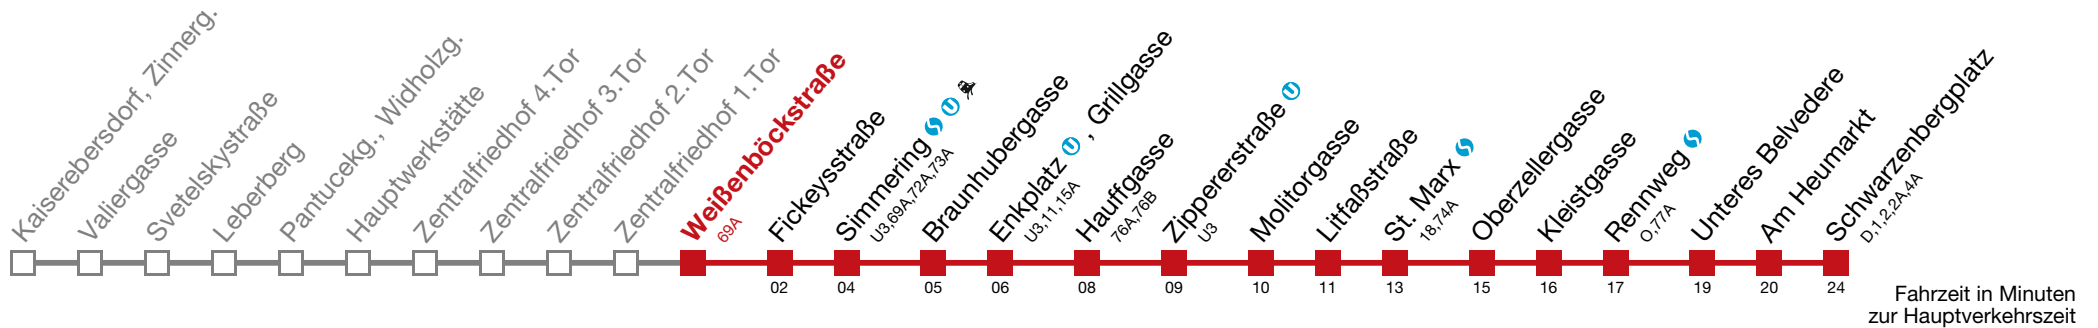 Kaiserebersdorf, Zinnerg.
Valiergasse
Svetelskystraße
Leberberg
Pantucekg., Widholzg.
Hauptwerkstätte
Zentralfriedhof 4.Tor
Zentralfriedhof 3.Tor
Zentralfriedhof 2.Tor
Zentralfriedhof 1.Tor
Weißenböckstraße
69A
Fickeysstraße
02
Simmering S U
U3,69A,72A,73A
04
Braunhubergasse
05
Enkplatz U , Grillgasse
U3,11,15A
06
Hauffgasse
76A,76B
08
Zippererstraße U
U3
09
Molitorgasse
10
Litfaßstraße
11
St. Marx S
18,74A
13
Oberzellergasse
15
Kleistgasse
16
Rennweg S
O,77A
17
Unteres Belvedere
19
Am Heumarkt
20
Schwarzenbergplatz
D,1,2,2A,4A
24
Fahrzeit in Minuten
zur Hauptverkehrszeit